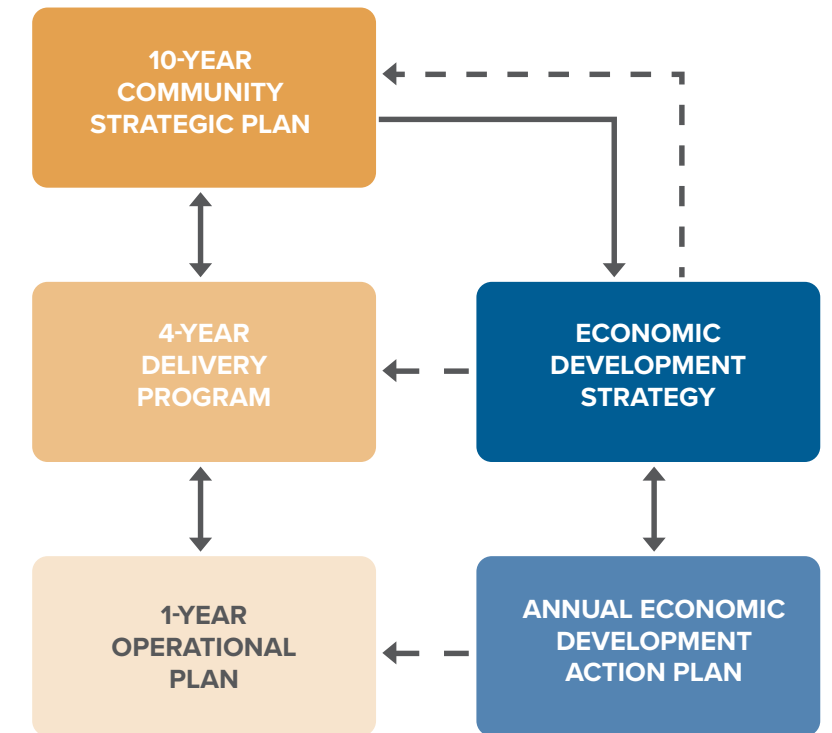 10-YEAR
COMMUNITY
STRATEGIC PLAN
4-YEAR
DELIVERY
PROGRAM
ECONOMIC
DEVELOPMENT
STRATEGY
1-YEAR
OPERATIONAL
PLAN
ANNUAL ECONOMIC
DEVELOPMENT
ACTION PLAN